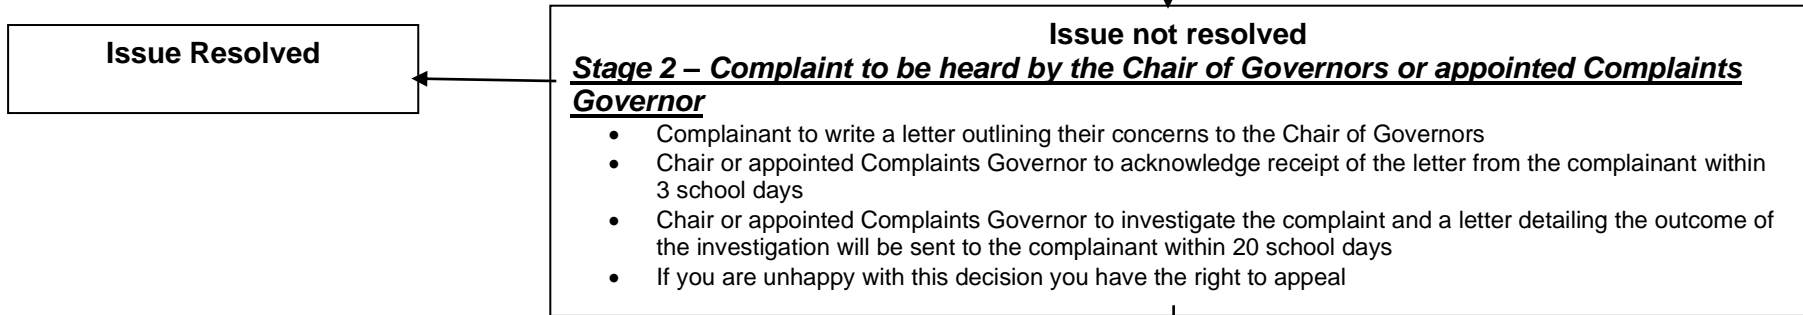 Issue Resolved
Issue not resolved
Stage 2 – Complaint to be heard by the Chair of Governors or appointed Complaints
Governor
• Complainant to write a letter outlining their concerns to the Chair of Governors
• Chair or appointed Complaints Governor to acknowledge receipt of the letter from the complainant within
3 school days
• Chair or appointed Complaints Governor to investigate the complaint and a letter detailing the outcome of
the investigation will be sent to the complainant within 20 school days
• If you are unhappy with this decision you have the right to appeal